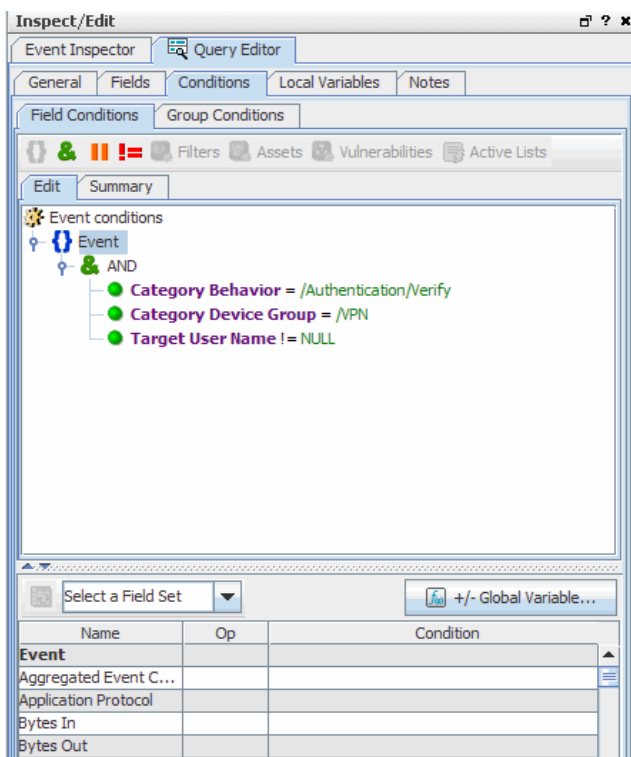 Inspect/Edit
Event Inspector Query Editor
General Fields Conditions Local Variables Notes
Field Conditions Group Conditions
{} & != Filters Assets Vulnerabilities Active Lists
Edit Summary
Event conditions
{} Event
& AND
Category Behavior = /Authentication/Verify
Category Device Group = /VPN
Target User Name != NULL
Select a Field Set +/- Global Variable...
Name Op Condition
Event
Aggregated Event C...
Application Protocol
Bytes In
Bytes Out